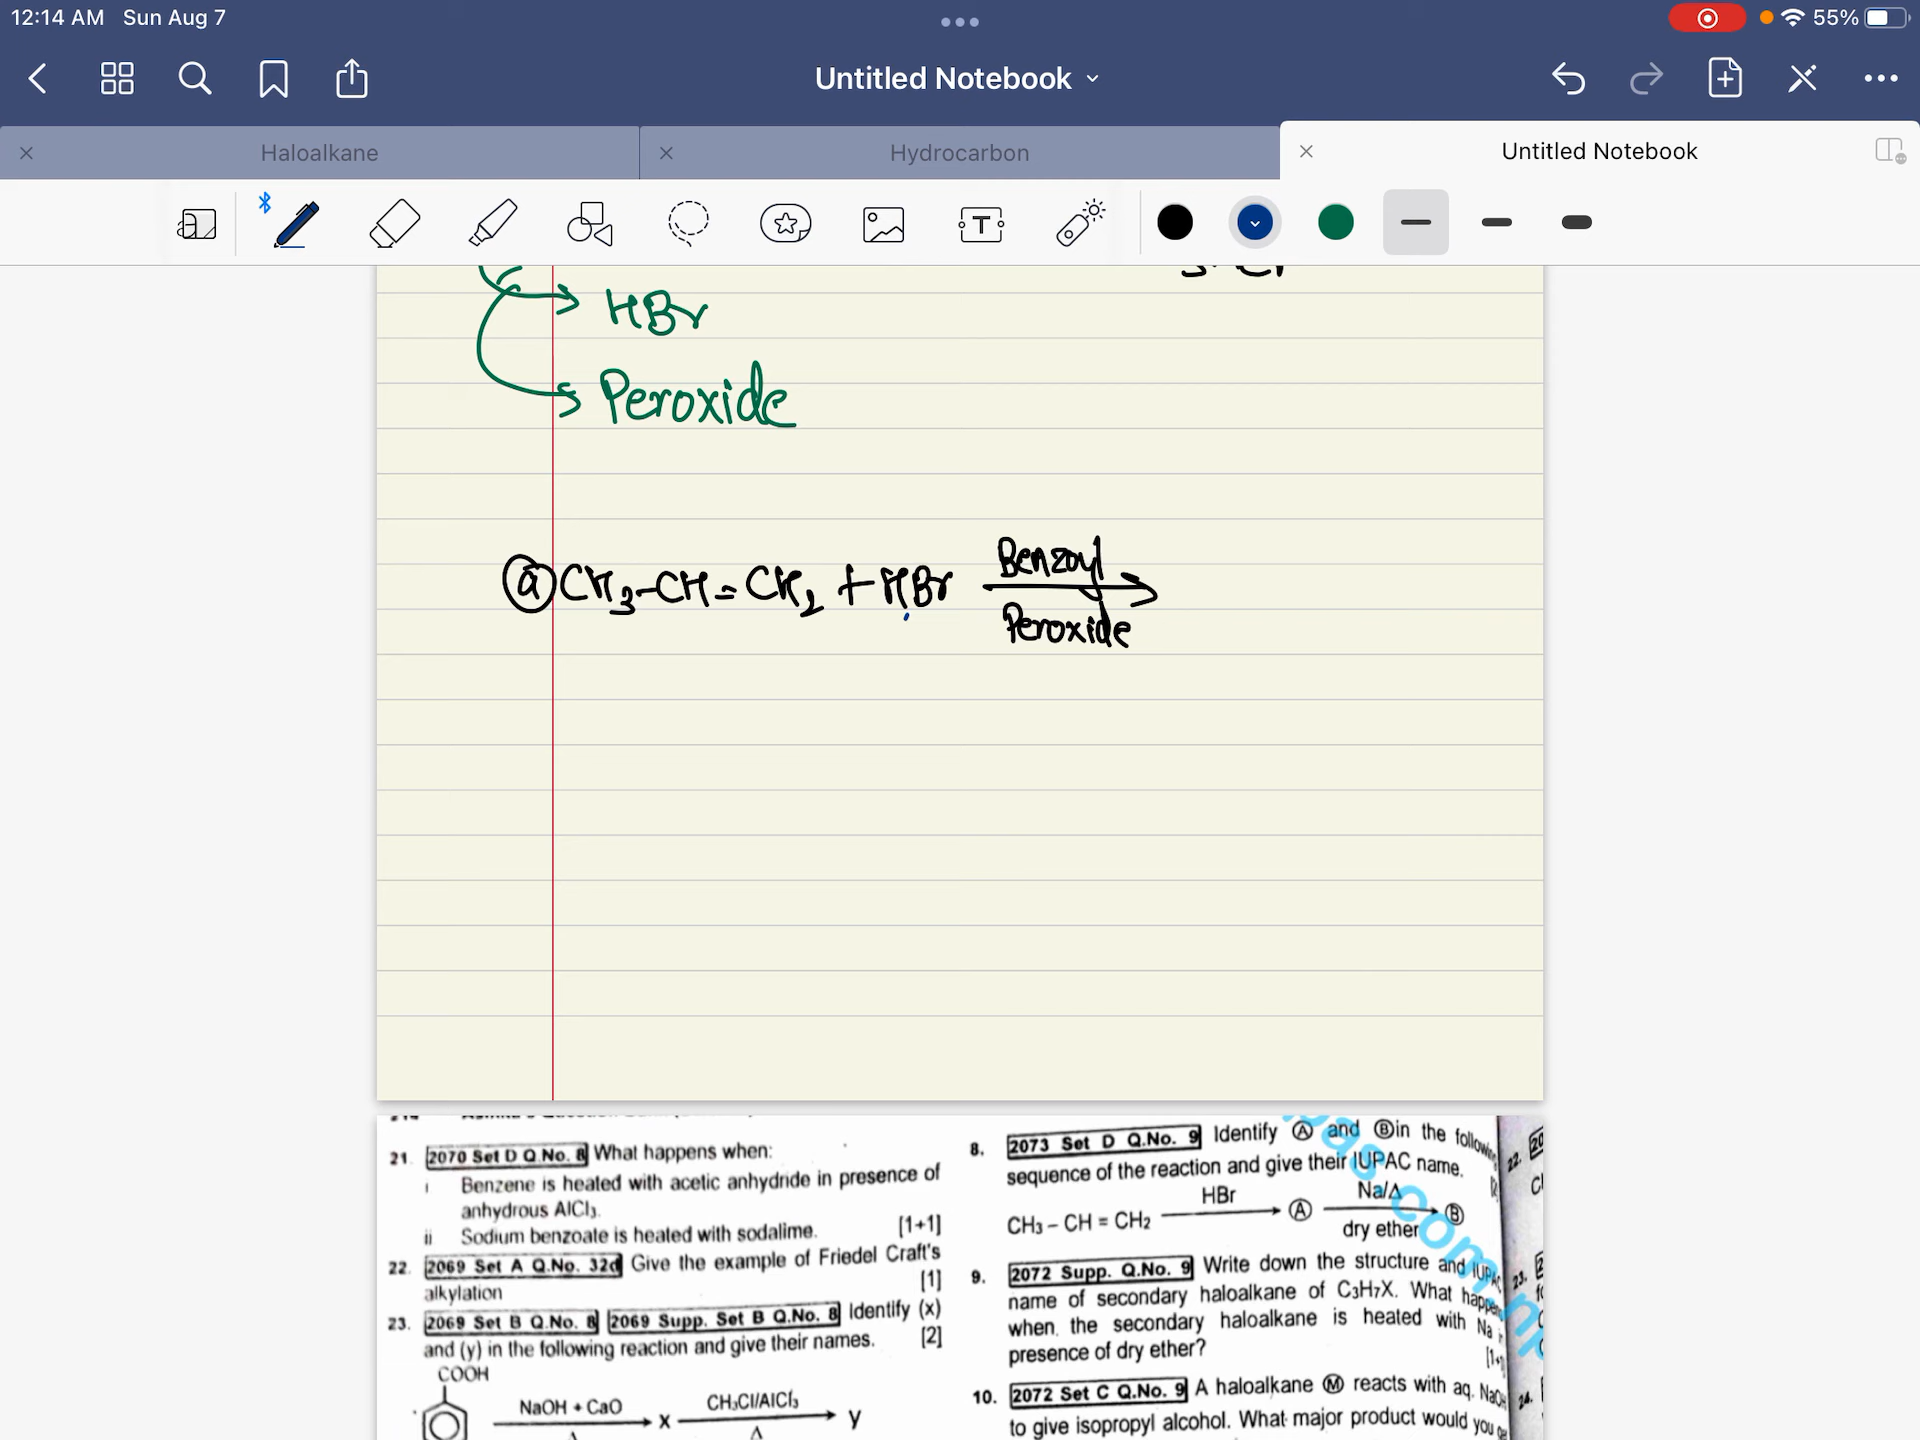 12:14 AM Sun Aug 7
55%
Untitled Notebook
Haloalkane
Hydrocarbon
Untitled Notebook
HBr
Peroxide
ⓐ CH₃-CH=CH₂ + HBr
Benzoyl
Peroxide
21. 2070 Set D Q.No. 8 What happens when:
i Benzene is heated with acetic anhydride in presence of
anhydrous AlCl₃.
ii Sodium benzoate is heated with sodalime. [1+1]
22. 2069 Set A Q.No. 32d Give the example of Friedel Craft's
alkylation [1]
23. 2069 Set B Q.No. 8 2069 Supp. Set B Q.No. 8 Identify (x)
and (y) in the following reaction and give their names. [2]
COOH
NaOH + CaO
x
CH₃Cl/AlCl₃
y
Δ
Δ
8. 2073 Set D Q.No. 9 Identify Ⓐ and Ⓑ in the following
sequence of the reaction and give their IUPAC name.
CH₃ – CH = CH₂
HBr
Ⓐ
Na/Δ
dry ether
Ⓑ
9. 2072 Supp. Q.No. 9 Write down the structure and IUPAC
name of secondary haloalkane of C₃H₇X. What happens
when the secondary haloalkane is heated with Na in
presence of dry ether?
10. 2072 Set C Q.No. 9 A haloalkane Ⓜ reacts with aq. NaOH
to give isopropyl alcohol. What major product would you
22.
23.
24.